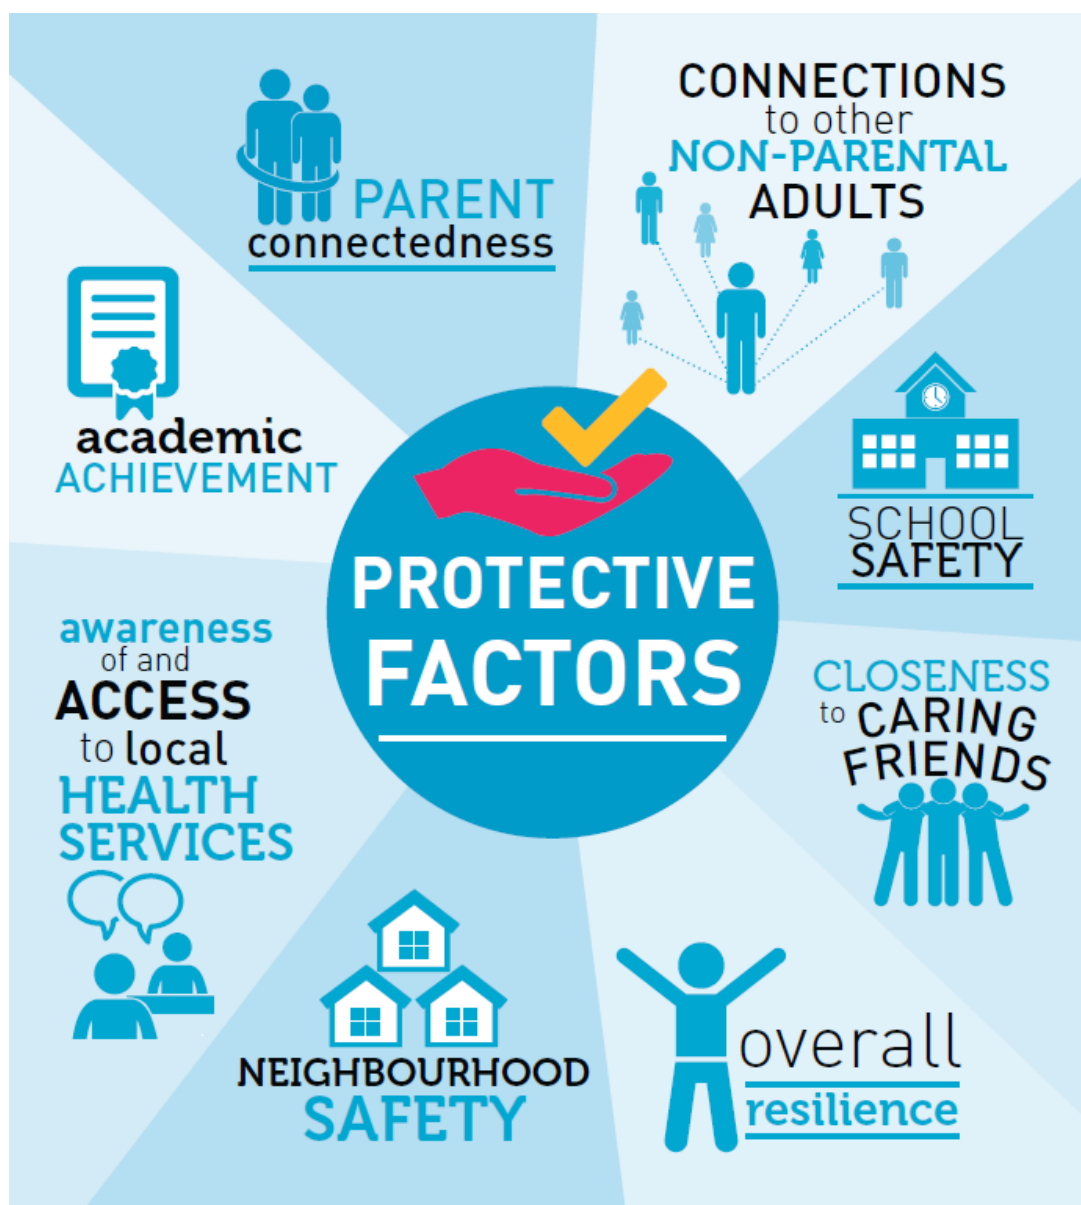 PARENT
connectedness
CONNECTIONS
to other
NON-PARENTAL
ADULTS
SCHOOL
SAFETY
CLOSENESS
to CARING
FRIENDS
overall
resilience
NEIGHBOURHOOD
SAFETY
awareness
of and
ACCESS
to local
HEALTH
SERVICES
academic
ACHIEVEMENT
PROTECTIVE
FACTORS